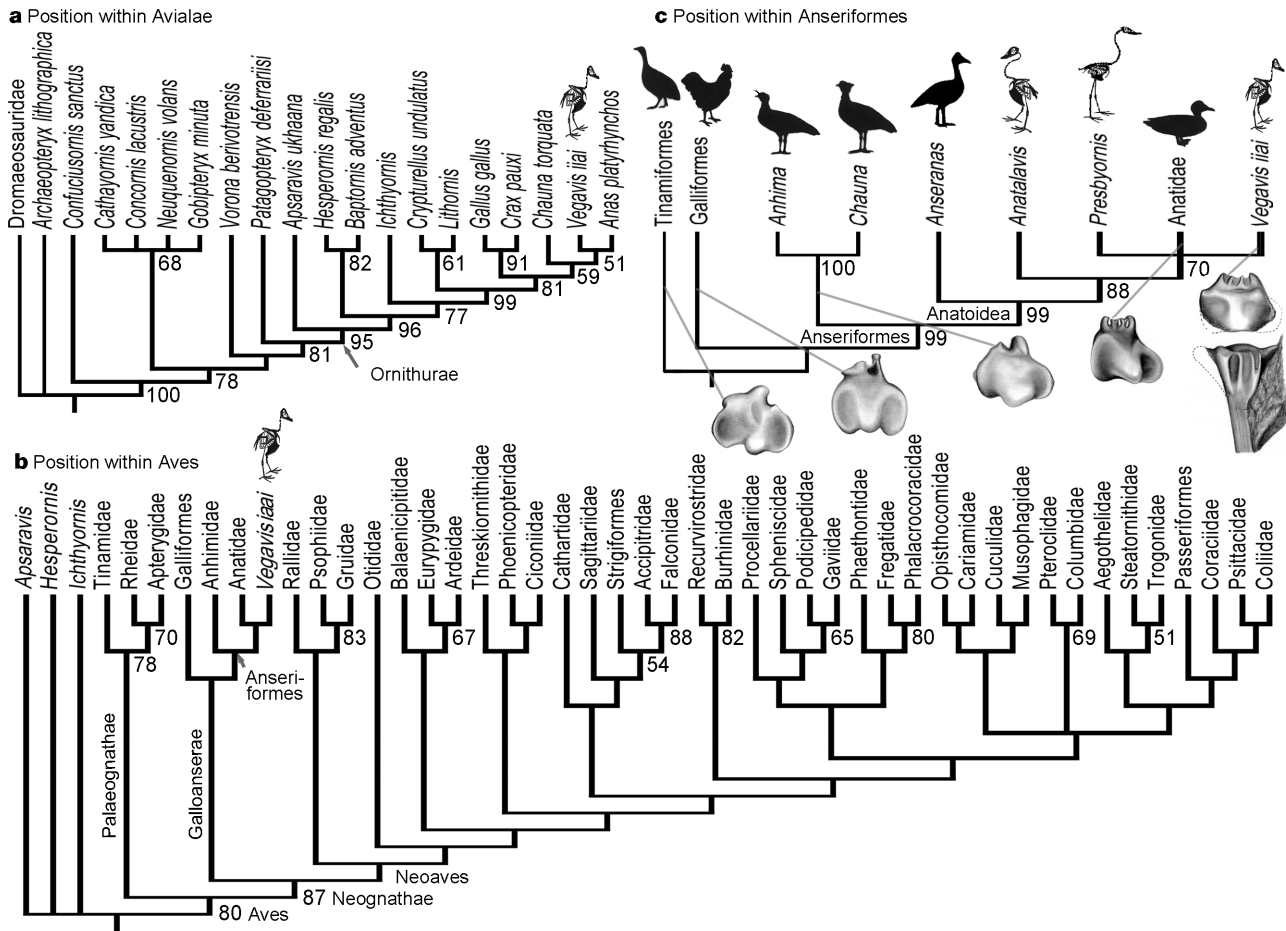 a Position within Avialae
Dromaeosauridae
Archaeopteryx lithographica
Confuciusornis sanctus
Cathayornis yandica
Concornis lacustris
Neuquenornis volans
Gobipteryx minuta
Vorona berivotrensis
Patagopteryx deferrariisi
Apsaravis ukhaana
Hesperornis regalis
Baptornis adventus
Ichthyornis
Crypturellus undulatus
Lithornis
Gallus gallus
Crax pauxi
Chauna torquata
Vegavis iiai
Anas platyrhynchos
68
82
61
91
59
51
81
99
77
96
95
81
Ornithurae
78
100
c Position within Anseriformes
Tinamiformes
Galliformes
Anhima
Chauna
Anseranas
Anatalavis
Presbyornis
Anatidae
Vegavis iiai
100
70
88
Anatoidea
99
Anseriformes
99
b Position within Aves
Apsaravis
Hesperornis
Ichthyornis
Tinamidae
Rheidae
Apterygidae
Galliformes
Anhimidae
Anatidae
Vegavis iaai
Rallidae
Psophiidae
Gruidae
Otididae
Balaenicipitidae
Eurypygidae
Ardeidae
Threskiornithidae
Phoenicopteridae
Ciconiidae
Cathartidae
Sagittariidae
Strigiformes
Accipitridae
Falconidae
Recurvirostridae
Burhinidae
Procellariidae
Spheniscidae
Podicipedidae
Gaviidae
Phaethontidae
Fregatidae
Phalacrocoracidae
Opisthocomidae
Cariamidae
Cuculidae
Musophagidae
Pteroclidae
Columbidae
Aegothelidae
Steatornithidae
Trogonidae
Passeriformes
Coraciidae
Psittacidae
Coliidae
70
78
83
67
88
54
82
65
80
69
51
Anseri-
formes
Palaeognathae
Galloanserae
Neoaves
87 Neognathae
80 Aves